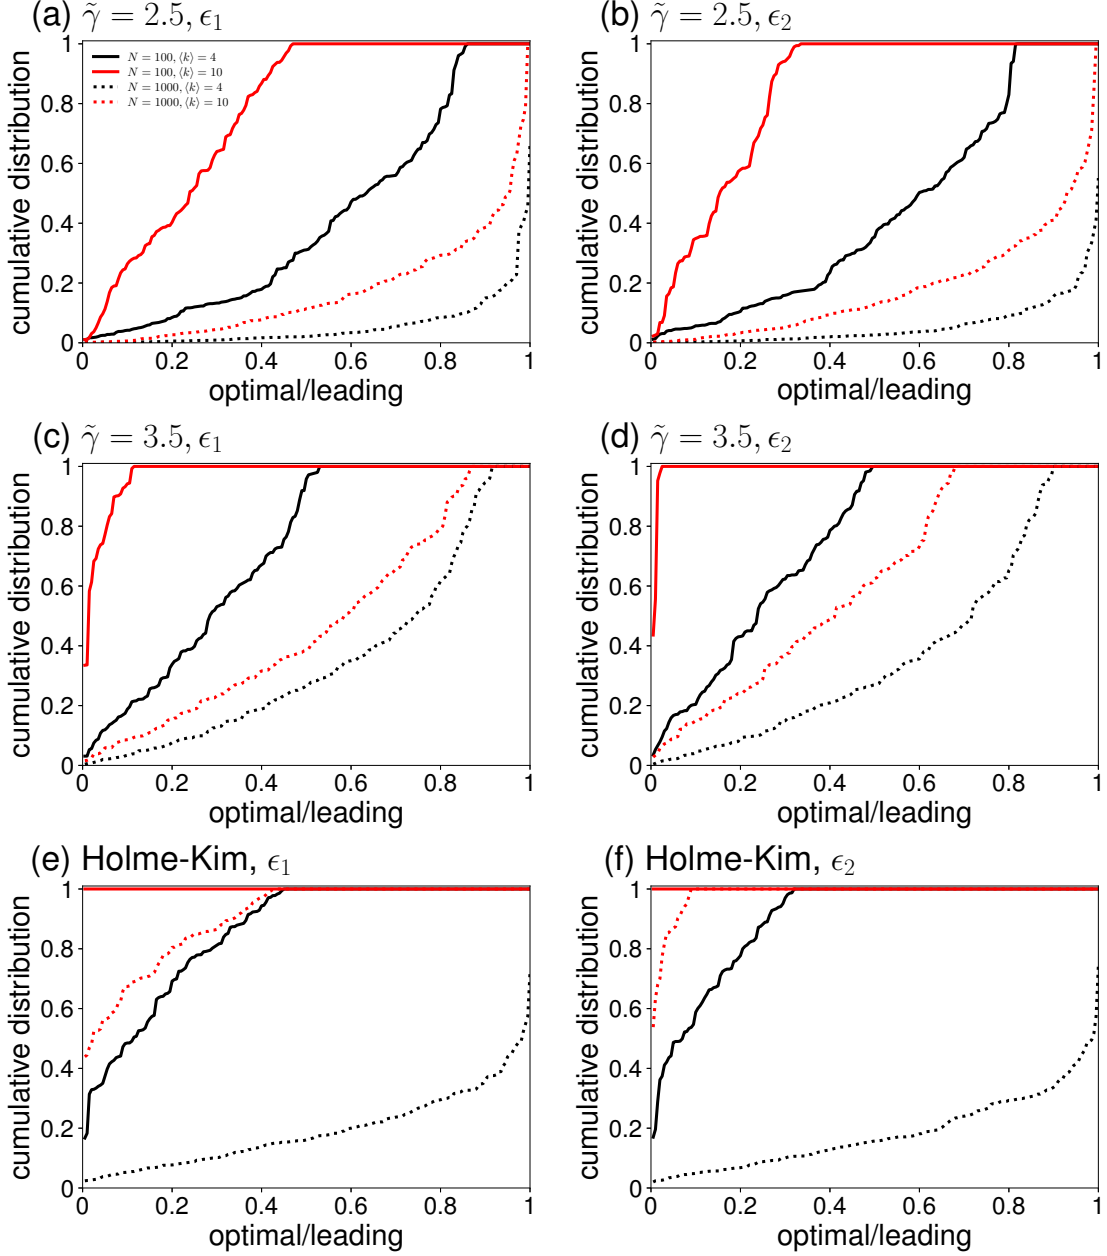 (a) γ̃ = 2.5, ϵ₁
1
0.8
0.6
0.4
0.2
0
0 0.2 0.4 0.6 0.8 1
cumulative distribution
optimal/leading
N = 100, ⟨k⟩ = 4
N = 100, ⟨k⟩ = 10
N = 1000, ⟨k⟩ = 4
N = 1000, ⟨k⟩ = 10
(b) γ̃ = 2.5, ϵ₂
1
0.8
0.6
0.4
0.2
0
0 0.2 0.4 0.6 0.8 1
cumulative distribution
optimal/leading
(c) γ̃ = 3.5, ϵ₁
1
0.8
0.6
0.4
0.2
0
0 0.2 0.4 0.6 0.8 1
cumulative distribution
optimal/leading
(d) γ̃ = 3.5, ϵ₂
1
0.8
0.6
0.4
0.2
0
0 0.2 0.4 0.6 0.8 1
cumulative distribution
optimal/leading
(e) Holme-Kim, ϵ₁
1
0.8
0.6
0.4
0.2
0
0 0.2 0.4 0.6 0.8 1
cumulative distribution
optimal/leading
(f) Holme-Kim, ϵ₂
1
0.8
0.6
0.4
0.2
0
0 0.2 0.4 0.6 0.8 1
cumulative distribution
optimal/leading